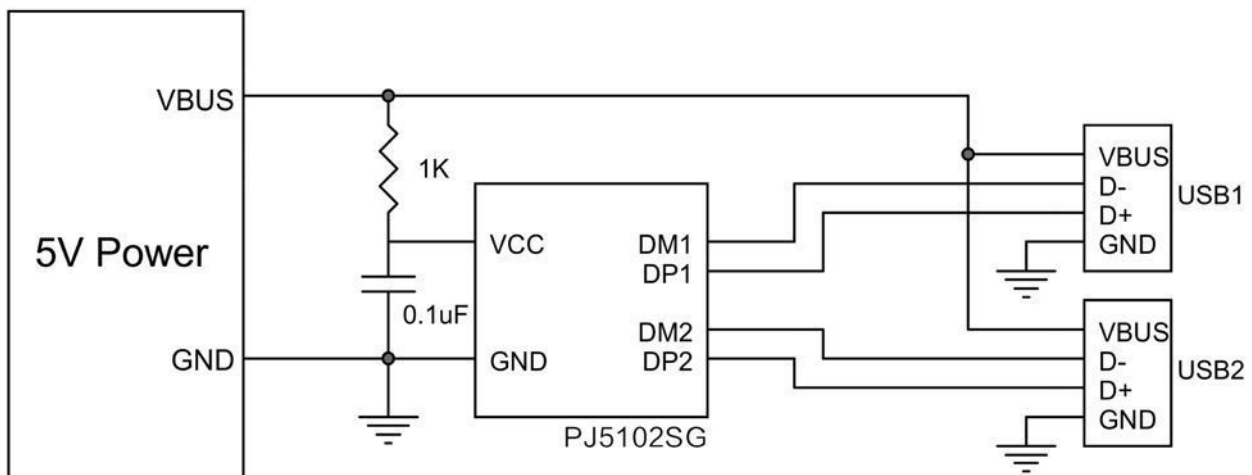 VBUS
1K
5V Power
0.1uF
GND
VCC
GND
DM1
DP1
DM2
DP2
PJ5102SG
VBUS
D-
D+
GND
USB1
VBUS
D-
D+
GND
USB2